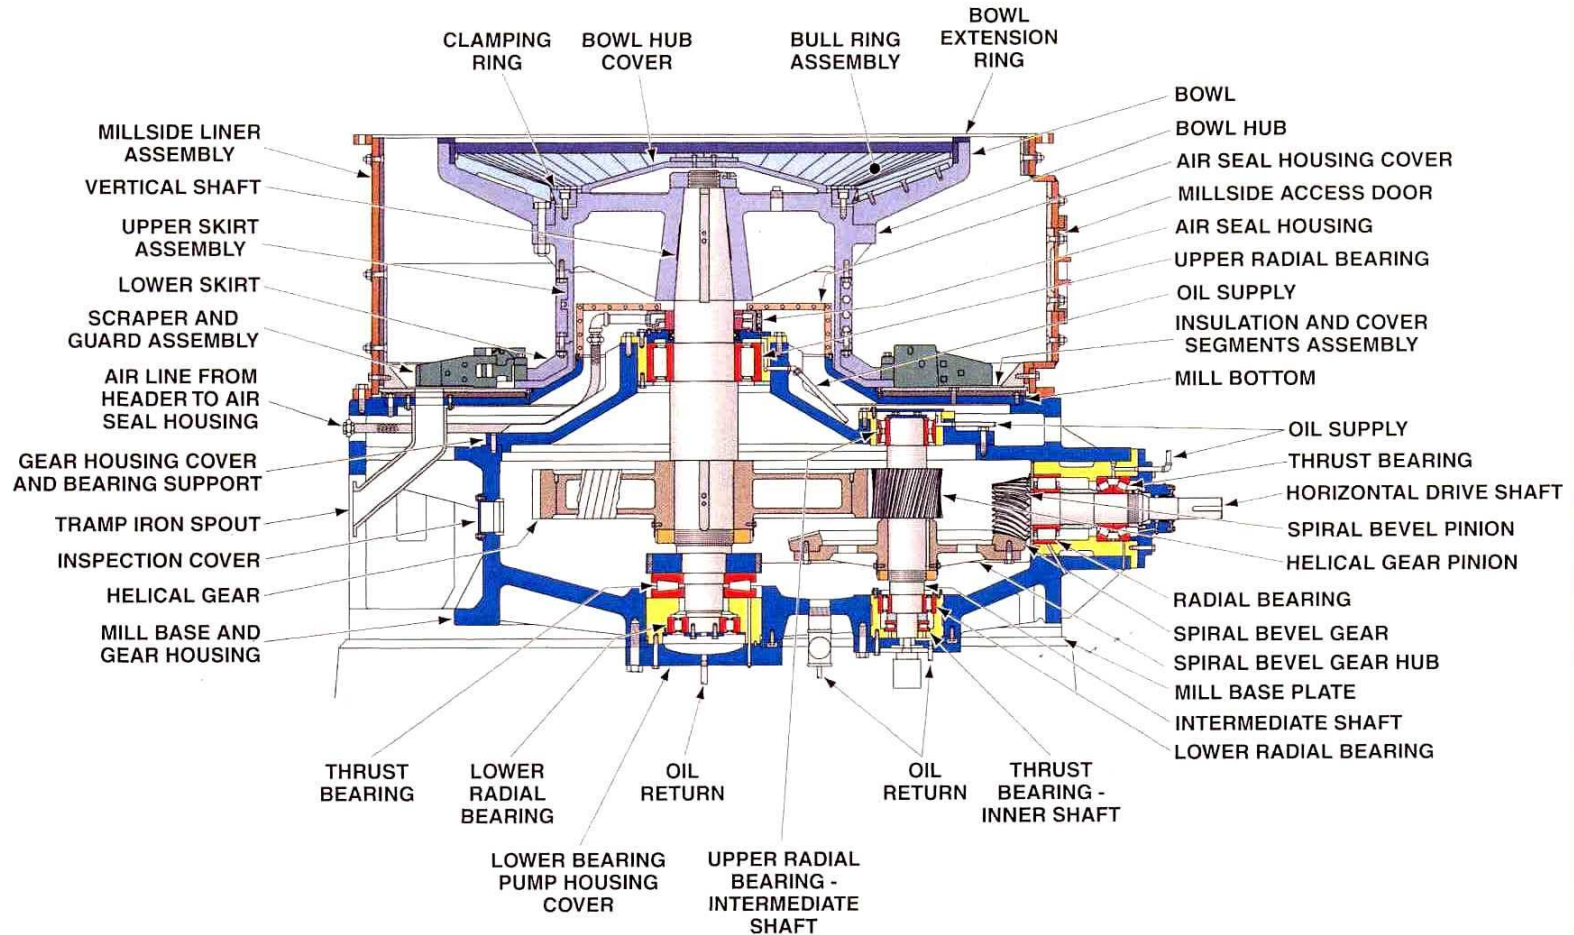 CLAMPING
RING
BOWL HUB
COVER
BULL RING
ASSEMBLY
BOWL
EXTENSION
RING
MILLSIDE LINER
ASSEMBLY
VERTICAL SHAFT
UPPER SKIRT
ASSEMBLY
LOWER SKIRT
SCRAPER AND
GUARD ASSEMBLY
AIR LINE FROM
HEADER TO AIR
SEAL HOUSING
GEAR HOUSING COVER
AND BEARING SUPPORT
TRAMP IRON SPOUT
INSPECTION COVER
HELICAL GEAR
MILL BASE AND
GEAR HOUSING
BOWL
BOWL HUB
AIR SEAL HOUSING COVER
MILLSIDE ACCESS DOOR
AIR SEAL HOUSING
UPPER RADIAL BEARING
OIL SUPPLY
INSULATION AND COVER
SEGMENTS ASSEMBLY
MILL BOTTOM
OIL SUPPLY
THRUST BEARING
HORIZONTAL DRIVE SHAFT
SPIRAL BEVEL PINION
HELICAL GEAR PINION
RADIAL BEARING
SPIRAL BEVEL GEAR
SPIRAL BEVEL GEAR HUB
MILL BASE PLATE
INTERMEDIATE SHAFT
LOWER RADIAL BEARING
THRUST
BEARING
LOWER
RADIAL
BEARING
OIL
RETURN
OIL
RETURN
THRUST
BEARING -
INNER SHAFT
LOWER BEARING
PUMP HOUSING
COVER
UPPER RADIAL
BEARING -
INTERMEDIATE
SHAFT